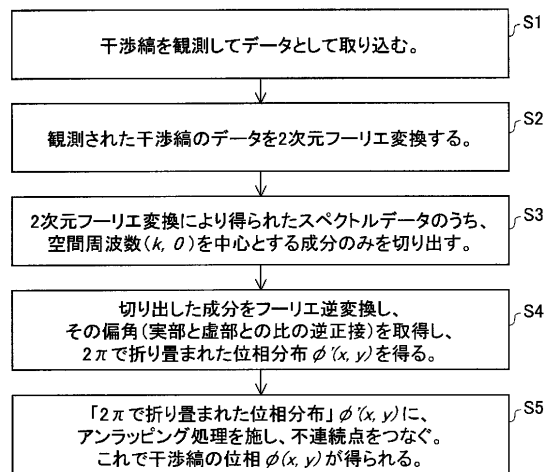 干渉縞を観測してデータとして取り込む。
S1
観測された干渉縞のデータを2次元フーリエ変換する。
S2
2次元フーリエ変換により得られたスペクトルデータのうち、
空間周波数(k, 0)を中心とする成分のみを切り出す。
S3
切り出した成分をフーリエ逆変換し、
その偏角(実部と虚部との比の逆正接)を取得し、
2πで折り畳まれた位相分布φ'(x, y)を得る。
S4
「2πで折り畳まれた位相分布」φ'(x, y)に、
アンラッピング処理を施し、不連続点をつなぐ。
これで干渉縞の位相φ(x, y)が得られる。
S5